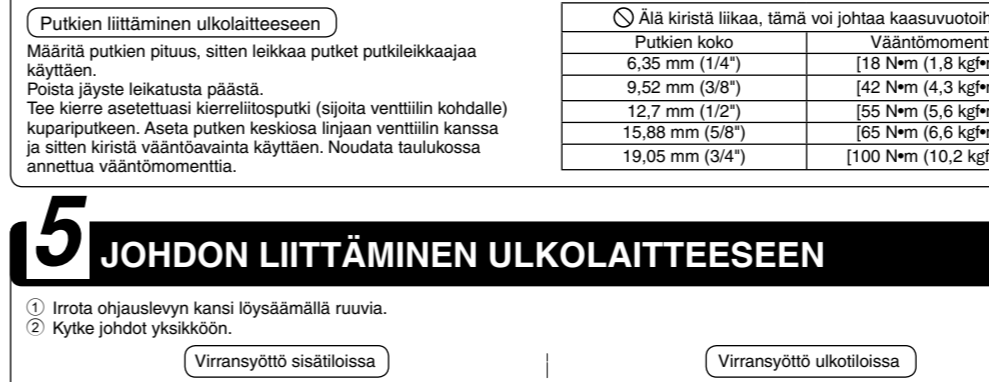 Putkien liittäminen ulkolaitteeseen
Määritä putkien pituus, sitten leikkaa putket putkileikkaajaa
käyttäen.
Poista jäyste leikatusta päästä.
Tee kierre asetettuasi kierreliitosputki (sijoita venttiilin kohdalle)
kupariputkeen. Aseta putken keskiosa linjaan venttiilin kanssa
ja sitten kiristä vääntöavainta käyttäen. Noudata taulukossa
annettua vääntömomenttia.
Älä kiristä liikaa, tämä voi johtaa kaasuvuotoih
Putkien koko Vääntömoment
6,35 mm (1/4") [18 N•m (1,8 kgf•m
9,52 mm (3/8") [42 N•m (4,3 kgf•m
12,7 mm (1/2") [55 N•m (5,6 kgf•m
15,88 mm (5/8") [65 N•m (6,6 kgf•m
19,05 mm (3/4") [100 N•m (10,2 kgf
5 JOHDON LIITTÄMINEN ULKOLAITTEESEEN
① Irrota ohjauslevyn kansi löysäämällä ruuvia.
② Kytke johdot yksikköön.
Virransyöttö sisätiloissa
Virransyöttö ulkotiloissa